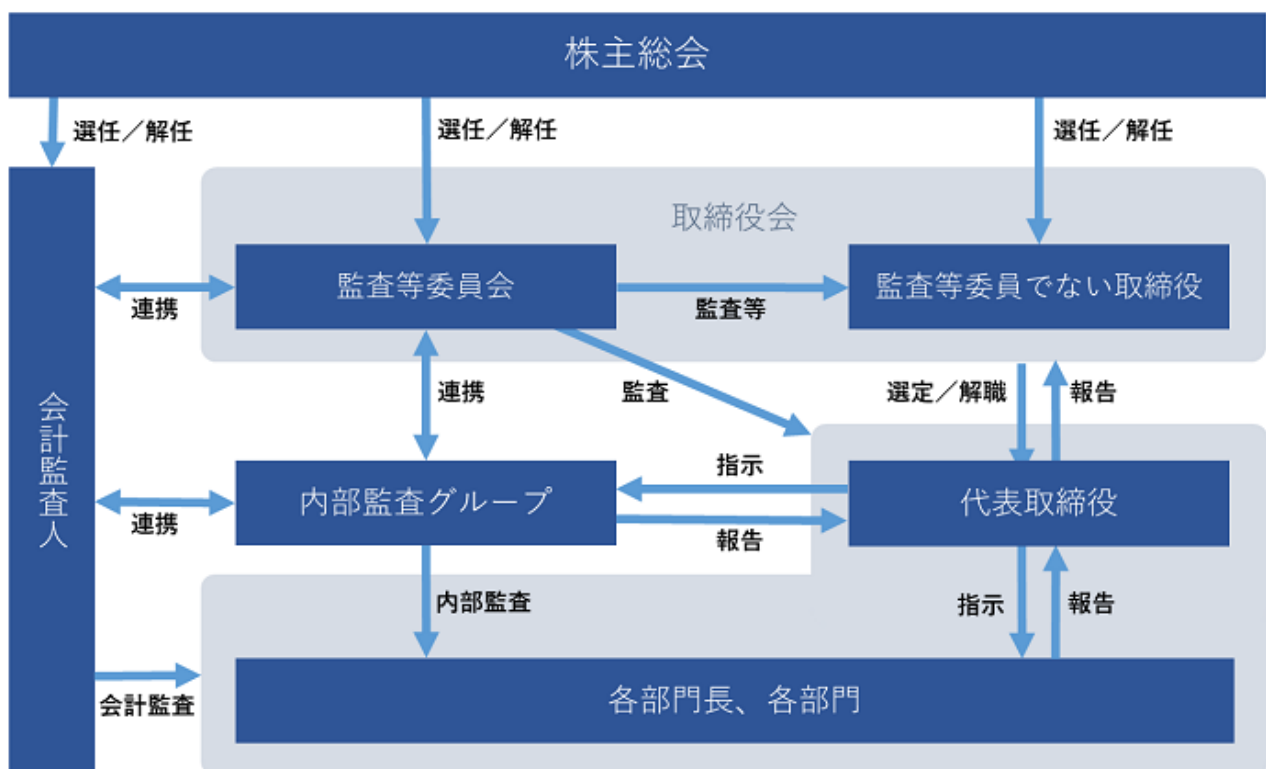 株主総会
選任／解任
選任／解任
選任／解任
取締役会
監査等委員会
監査等委員でない取締役
連携
監査等
会計監査人
連携
監査
選定／解職
報告
内部監査グループ
指示
代表取締役
連携
報告
内部監査
指示
報告
会計監査
各部門長、各部門